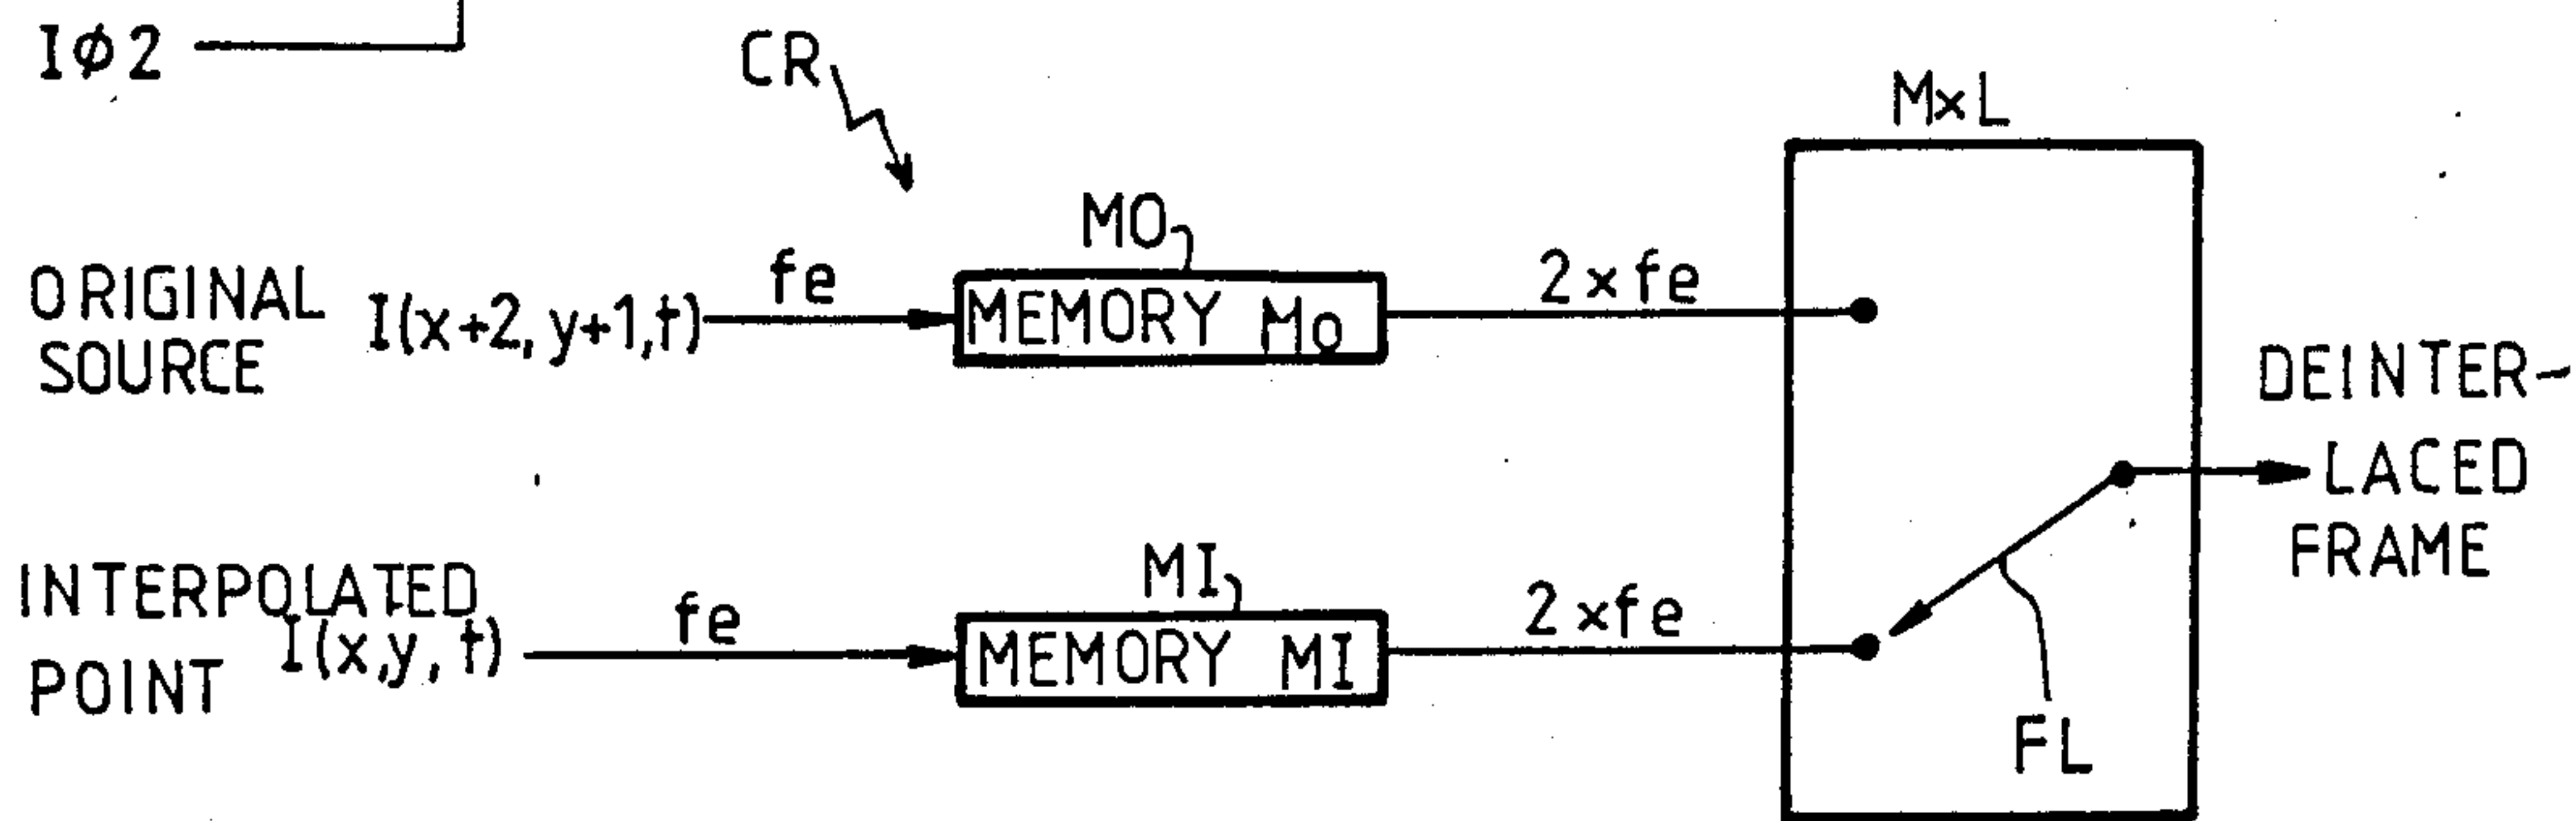 Iφ2
CR
MxL
MO
ORIGINAL
SOURCE
I(x+2, y+1, t)
fe
MEMORY Mo
2×fe
DEINTER-
LACED
FRAME
INTERPOLATED
POINT
I(x,y,t)
fe
MI
MEMORY MI
2×fe
FL